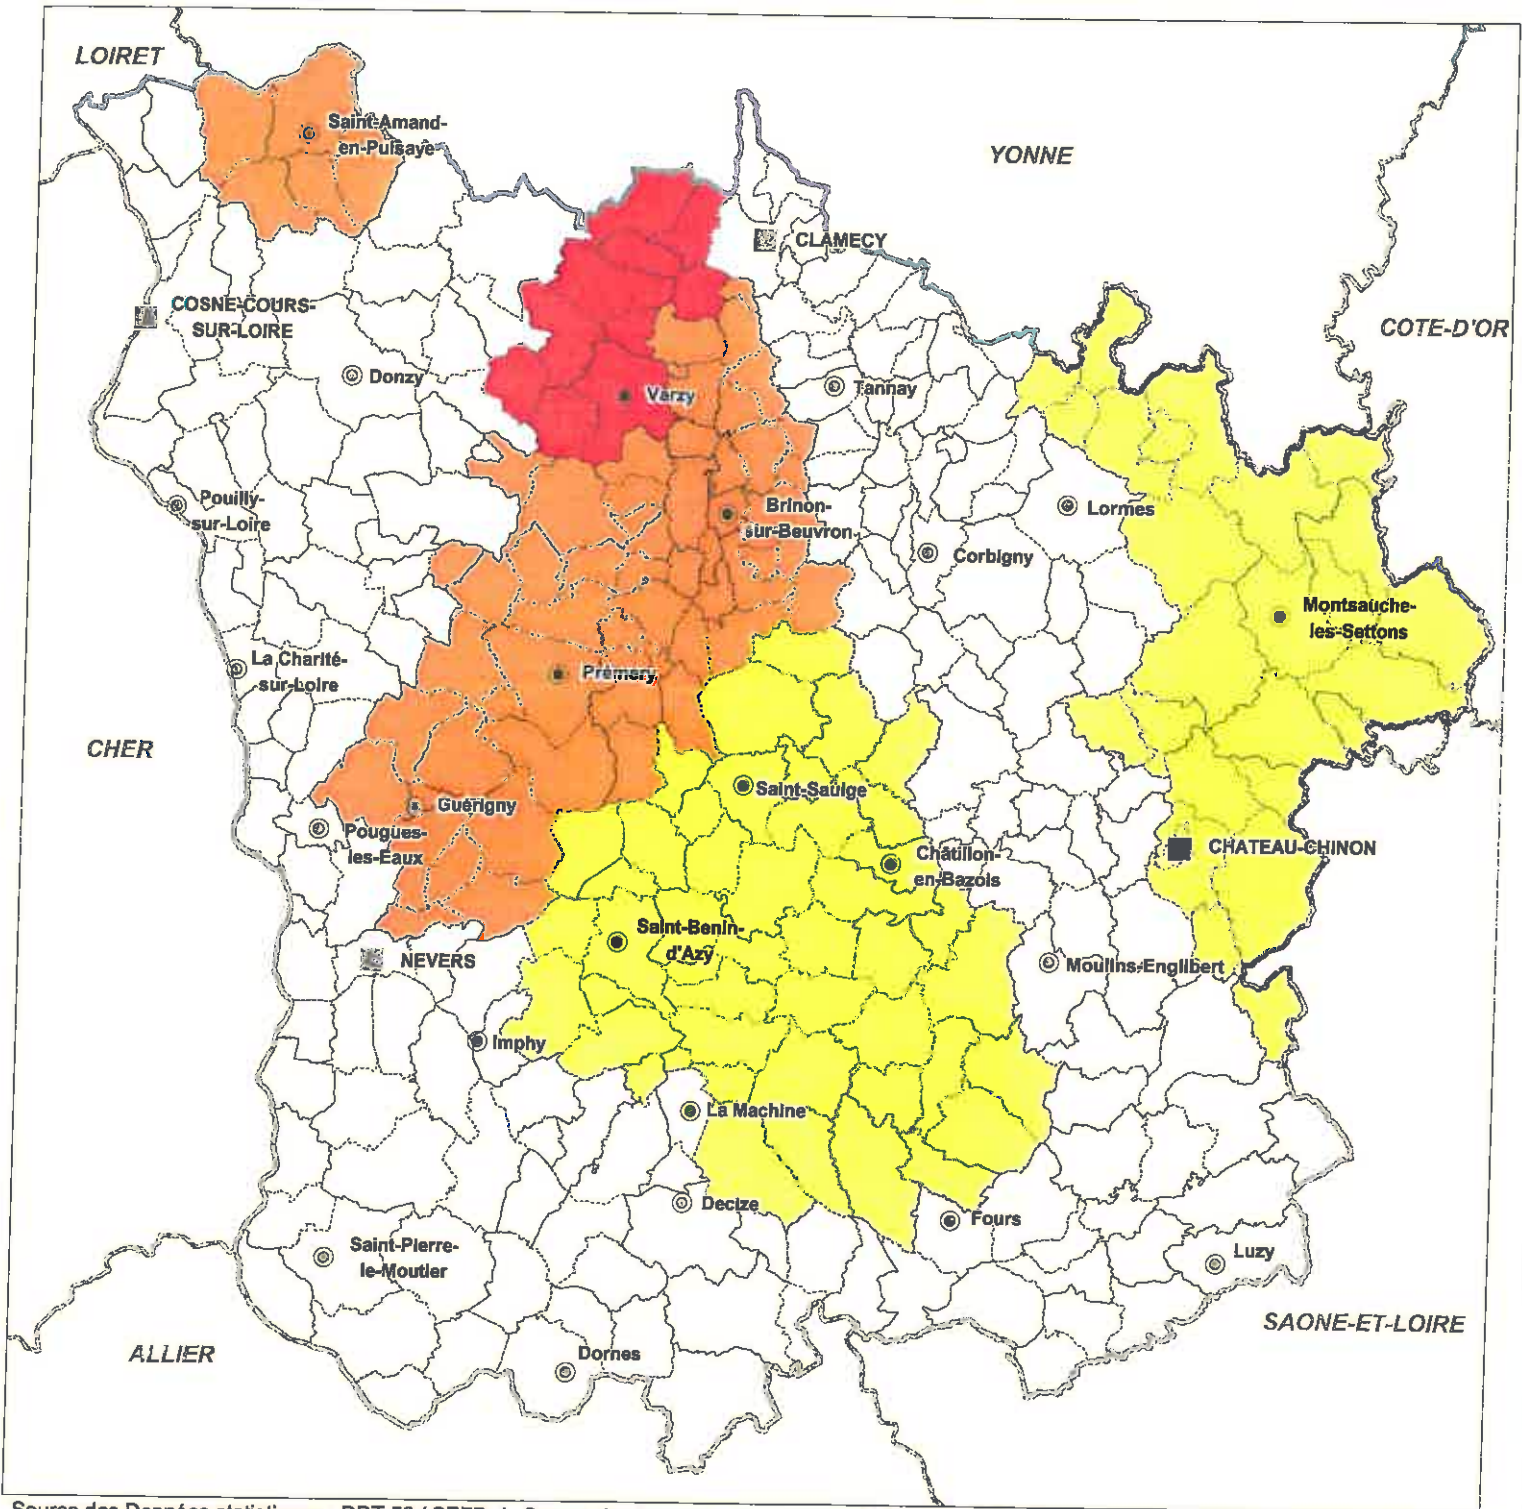 LOIRET
Saint-Amand-
en-Puisaye
YONNE
CLAMECY
COSNE-COURS-
SUR-LOIRE
COTE-D'OR
Donzy
Varzy
Tannay
Pouilly-
sur-Loire
Brinon-
sur-Beuvron
Lormes
Corbigny
Montsauche-
les-Settons
La Charité-
sur-Loire
Prémery
CHER
Saint-Saulge
Guérigny
Pougues-
les-Eaux
Châtillon-
en-Bazois
CHATEAU-CHINON
Saint-Benin-
d'Azy
NEVERS
Moulins-Englibert
Imphy
La Machine
Decize
Fours
Saint-Pierre-
le-Moutier
Luzy
SAONE-ET-LOIRE
ALLIER
Dornes